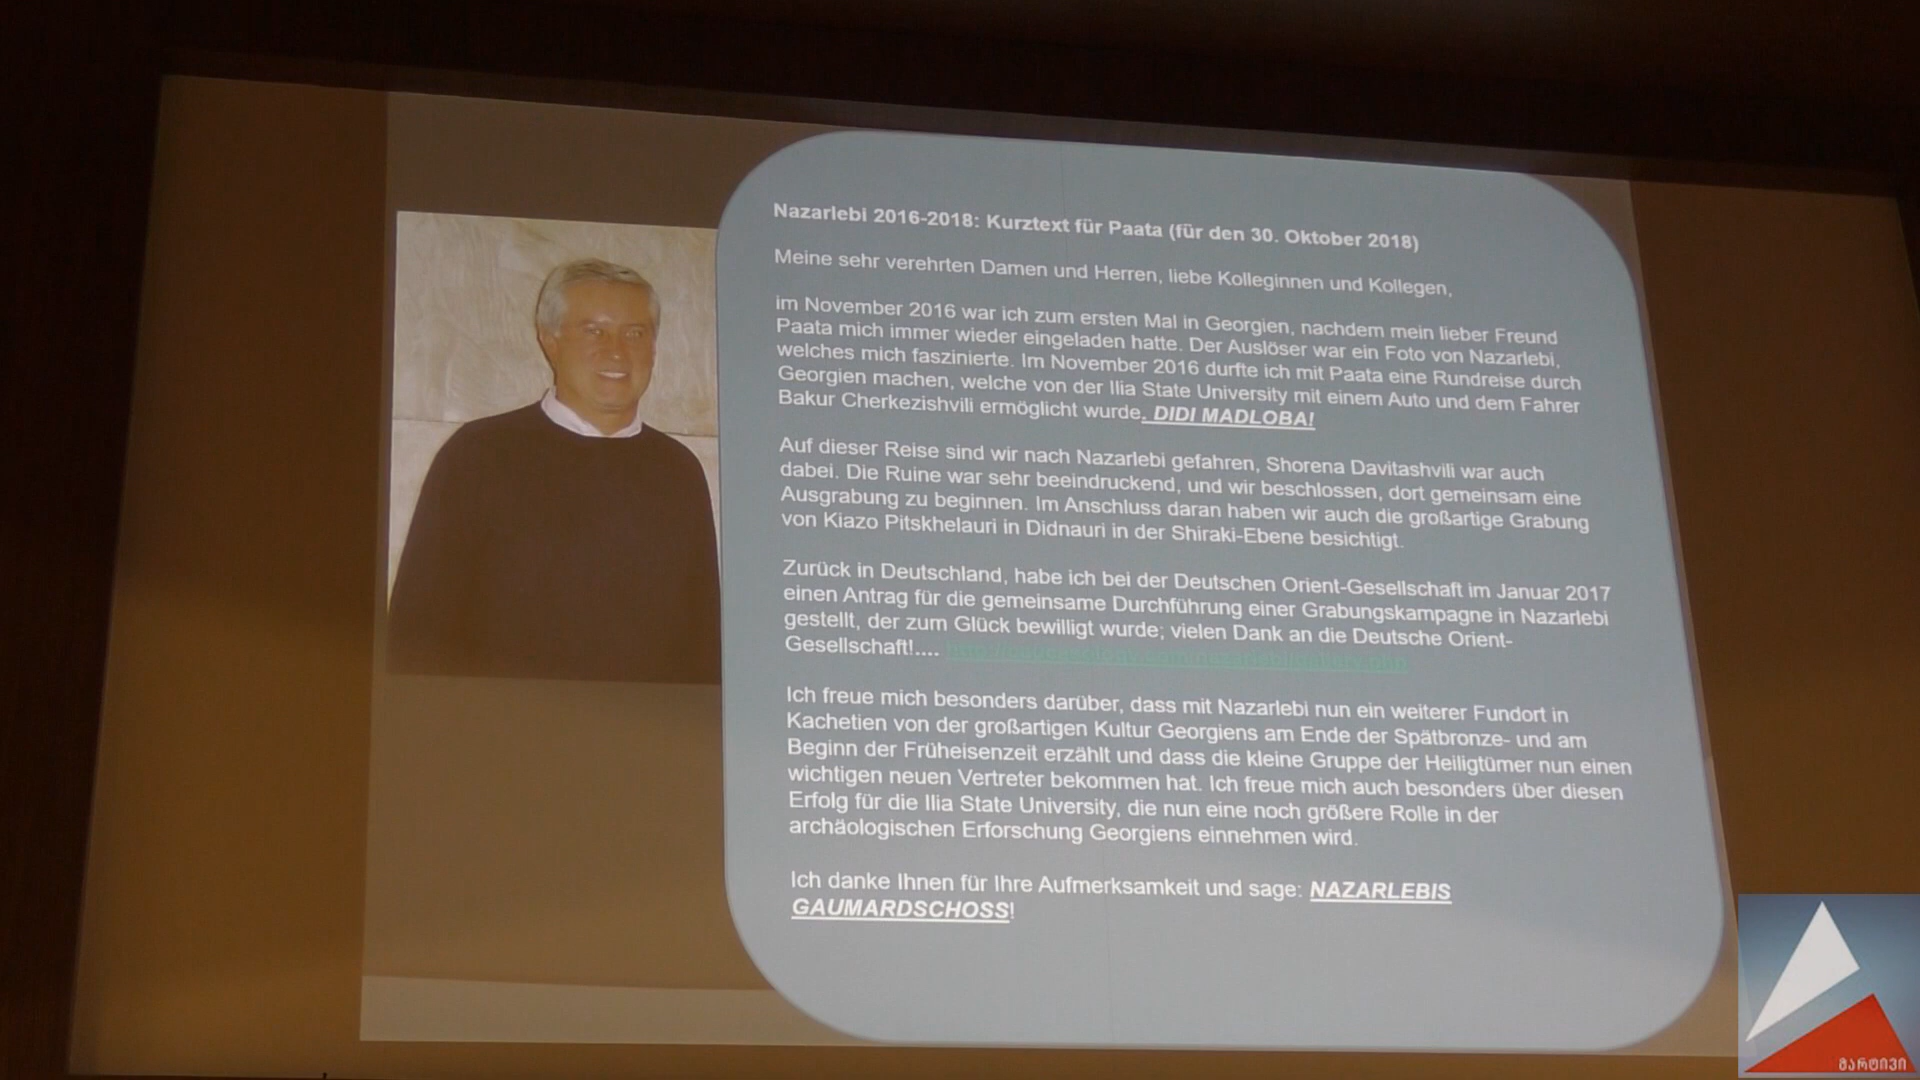 Nazarlebi 2016-2018: Kurztext für Paata (für den 30. Oktober 2018)
Meine sehr verehrten Damen und Herren, liebe Kolleginnen und Kollegen,
im November 2016 war ich zum ersten Mal in Georgien, nachdem mein lieber Freund
Paata mich immer wieder eingeladen hatte. Der Auslöser war ein Foto von Nazarlebi,
welches mich faszinierte. Im November 2016 durfte ich mit Paata eine Rundreise durch
Georgien machen, welche von der Ilia State University mit einem Auto und dem Fahrer
Bakur Cherkezishvili ermöglicht wurde. DIDI MADLOBA!
Auf dieser Reise sind wir nach Nazarlebi gefahren, Shorena Davitashvili war auch
dabei. Die Ruine war sehr beeindruckend, und wir beschlossen, dort gemeinsam eine
Ausgrabung zu beginnen. Im Anschluss daran haben wir auch die großartige Grabung
von Kiazo Pitskhelauri in Didnauri in der Shiraki-Ebene besichtigt.
Zurück in Deutschland, habe ich bei der Deutschen Orient-Gesellschaft im Januar 2017
einen Antrag für die gemeinsame Durchführung einer Grabungskampagne in Nazarlebi
gestellt, der zum Glück bewilligt wurde; vielen Dank an die Deutsche Orient-
Gesellschaft!....
Ich freue mich besonders darüber, dass mit Nazarlebi nun ein weiterer Fundort in
Kachetien von der großartigen Kultur Georgiens am Ende der Spätbronze- und am
Beginn der Früheisenzeit erzählt und dass die kleine Gruppe der Heiligtümer nun einen
wichtigen neuen Vertreter bekommen hat. Ich freue mich auch besonders über diesen
Erfolg für die Ilia State University, die nun eine noch größere Rolle in der
archäologischen Erforschung Georgiens einnehmen wird.
Ich danke Ihnen für Ihre Aufmerksamkeit und sage: NAZARLEBIS
GAUMARDSCHOSS!
მარტივი